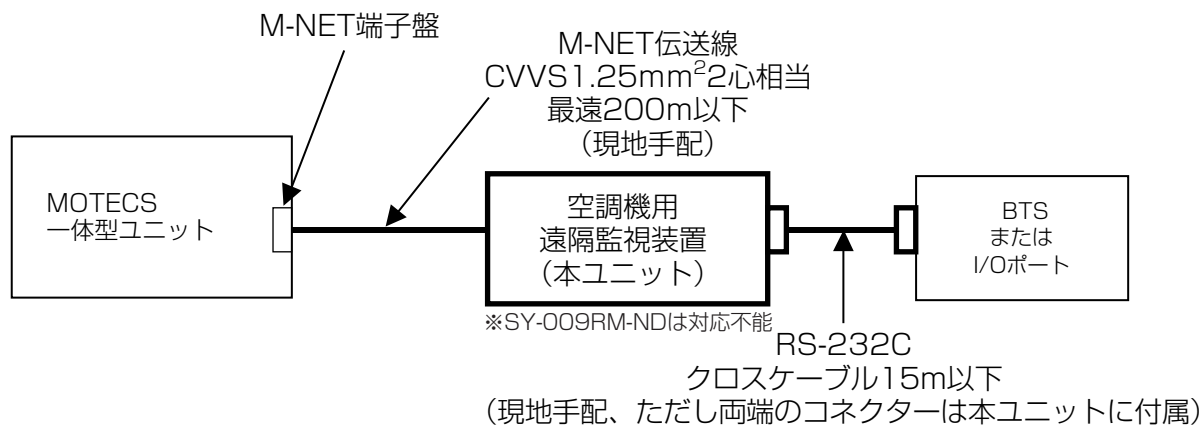 M-NET端子盤
M-NET伝送線
CVVS1.25mm²2心相当
最遠200m以下
（現地手配）
MOTECS
一体型ユニット
空調機用
遠隔監視装置
（本ユニット）
BTS
または
I/Oポート
※SY-009RM-NDは対応不能
RS-232C
クロスケーブル15m以下
（現地手配、ただし両端のコネクターは本ユニットに付属）